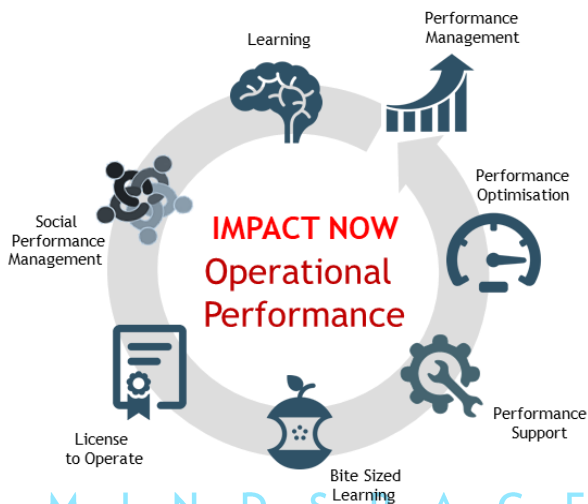 Learning
Performance
Management
Performance
Optimisation
Performance
Support
Bite Sized
Learning
License
to Operate
Social
Performance
Management
IMPACT NOW
Operational
Performance